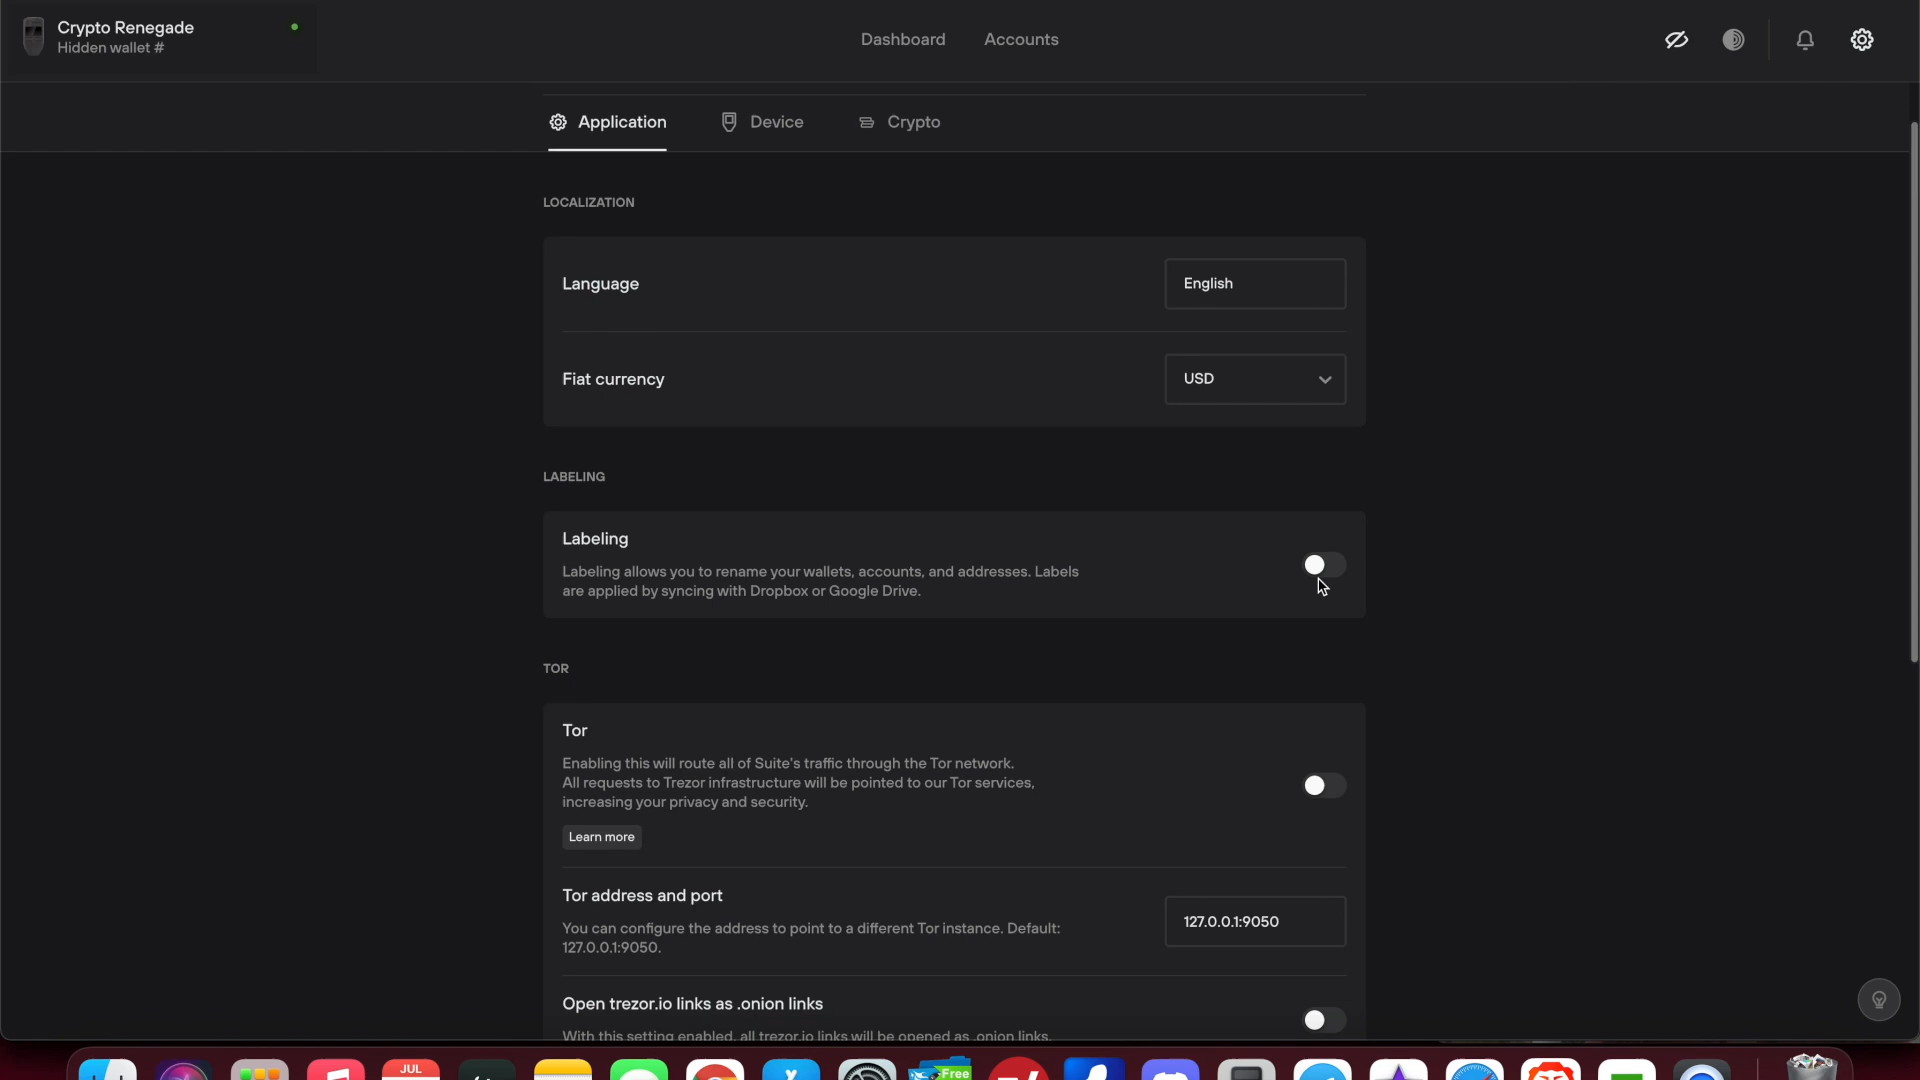 Crypto Renegade
Hidden wallet #
Dashboard
Accounts
Application
Device
Crypto
LOCALIZATION
Language
English
Fiat currency
USD
LABELING
Labeling
Labeling allows you to rename your wallets, accounts, and addresses. Labels
are applied by syncing with Dropbox or Google Drive.
TOR
Tor
Enabling this will route all of Suite's traffic through the Tor network.
All requests to Trezor infrastructure will be pointed to our Tor services,
increasing your privacy and security.
Learn more
Tor address and port
You can configure the address to point to a different Tor instance. Default:
127.0.0.1:9050.
127.0.0.1:9050
Open trezor.io links as .onion links
With this setting enabled, all trezor.io links will be opened as .onion links.
JUL
Free